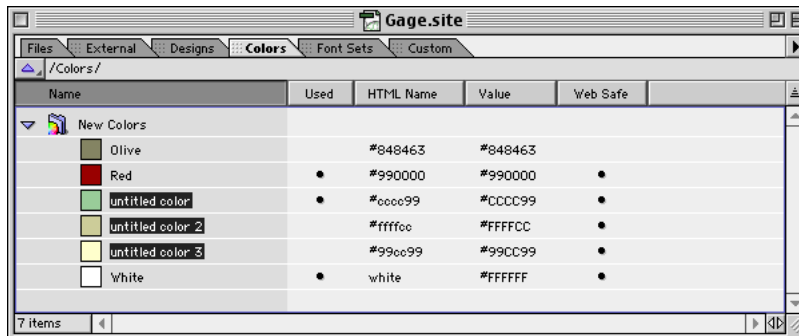 Gage.site
Files External Designs Colors Font Sets Custom
/Colors/
Name Used HTML Name Value Web Safe
New Colors
Olive #848463 #848463
Red #990000 #990000
untitled color #cccc99 #CCCC99
untitled color 2 #ffffcc #FFFFCC
untitled color 3 #99cc99 #99CC99
White white #FFFFFF
7 items